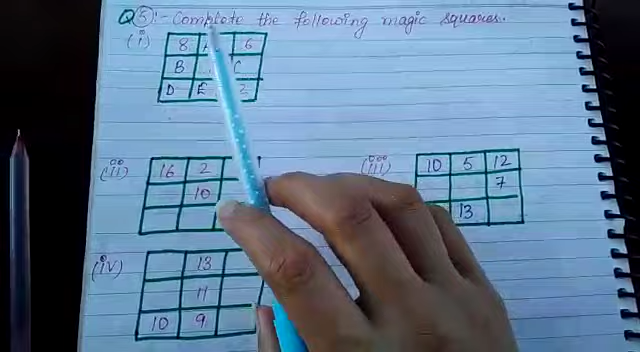 Q(5):- Complete the following magic squares.
(i)
8 6
B C
D E 2
(ii)
16 2
10
(iii)
10 5 12
7
13
(iv)
13
11
10 9